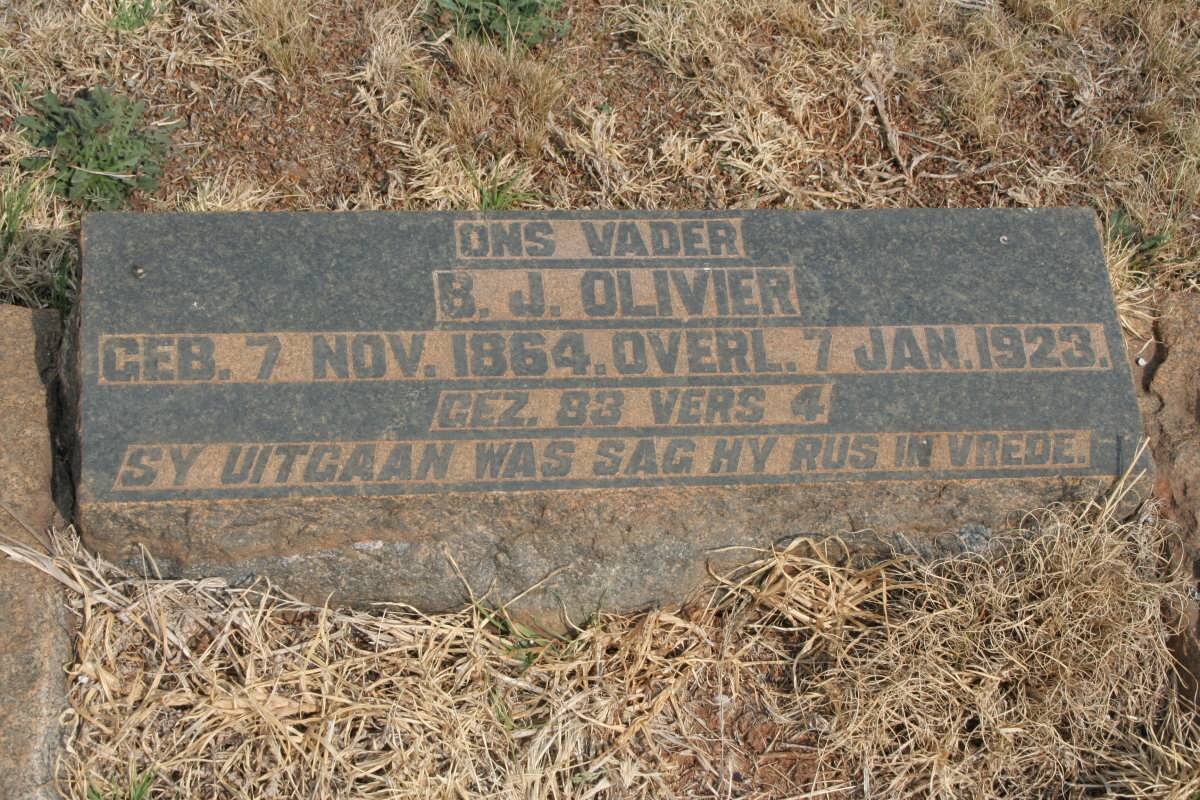 ONS VADER
B. J. OLIVIER
GEB. 7 NOV. 1864. OVERL. 7 JAN. 1923.
GEZ. 83 VERS 4
SY UITGAAN WAS SAG HY RUS IN VREDE.